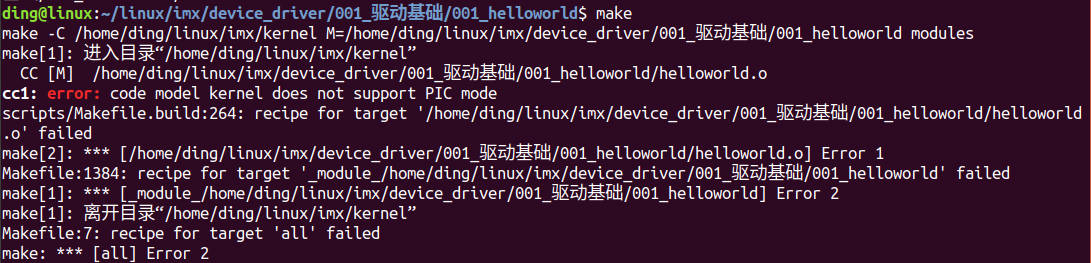 ding@linux:~/linux/imx/device_driver/001_驱动基础/001_helloworld$ make
make -C /home/ding/linux/imx/kernel M=/home/ding/linux/imx/device_driver/001_驱动基础/001_helloworld modules
make[1]: 进入目录“/home/ding/linux/imx/kernel”
  CC [M]  /home/ding/linux/imx/device_driver/001_驱动基础/001_helloworld/helloworld.o
cc1: error: code model kernel does not support PIC mode
scripts/Makefile.build:264: recipe for target '/home/ding/linux/imx/device_driver/001_驱动基础/001_helloworld/helloworld
.o' failed
make[2]: *** [/home/ding/linux/imx/device_driver/001_驱动基础/001_helloworld/helloworld.o] Error 1
Makefile:1384: recipe for target '_module_/home/ding/linux/imx/device_driver/001_驱动基础/001_helloworld' failed
make[1]: *** [_module_/home/ding/linux/imx/device_driver/001_驱动基础/001_helloworld] Error 2
make[1]: 离开目录“/home/ding/linux/imx/kernel”
Makefile:7: recipe for target 'all' failed
make: *** [all] Error 2